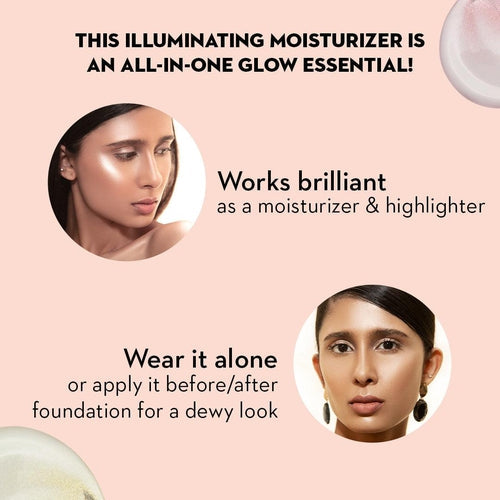 THIS ILLUMINATING MOISTURIZER IS
AN ALL-IN-ONE GLOW ESSENTIAL!
Works brilliant
as a moisturizer & highlighter
Wear it alone
or apply it before/after
foundation for a dewy look